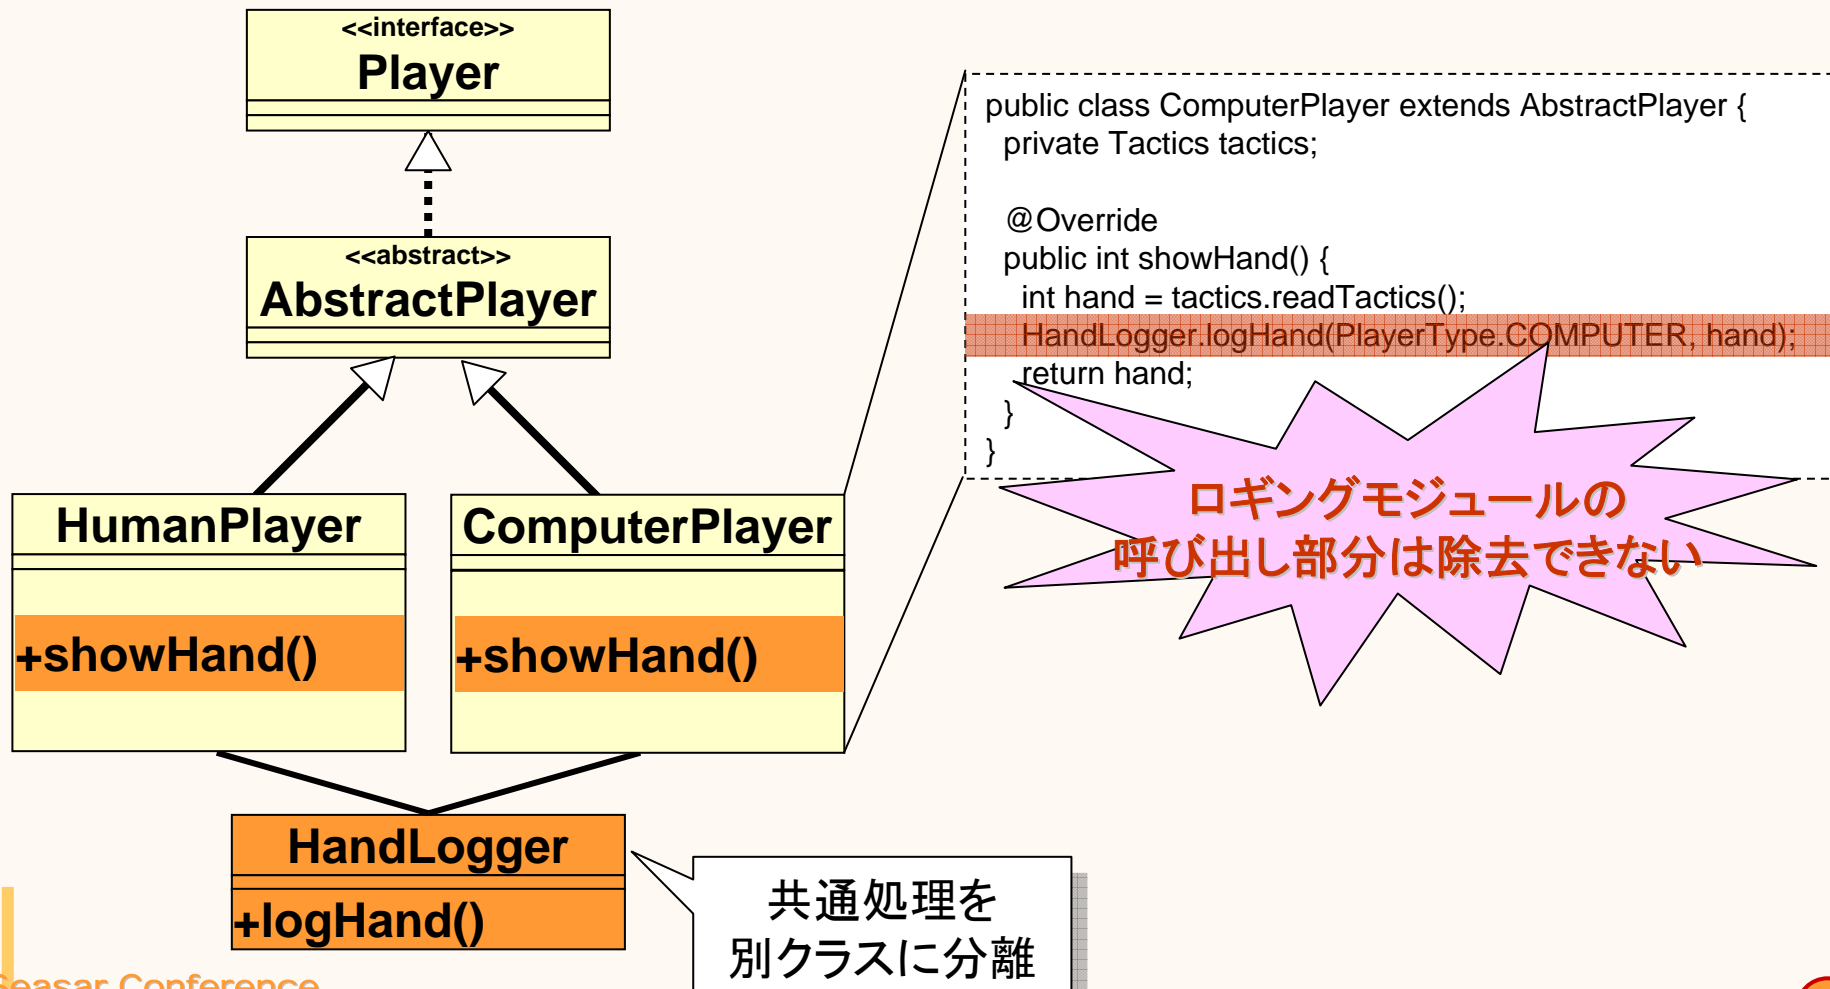 <<interface>>
Player
<<abstract>>
AbstractPlayer
HumanPlayer
+showHand()
ComputerPlayer
+showHand()
HandLogger
+logHand()
public class ComputerPlayer extends AbstractPlayer {
private Tactics tactics;
@Override
public int showHand() {
int hand = tactics.readTactics();
HandLogger.logHand(PlayerType.COMPUTER, hand);
return hand;
}
}
ロギングモジュールの
呼び出し部分は除去できない
共通処理を
別クラスに分離
Seasar Conference